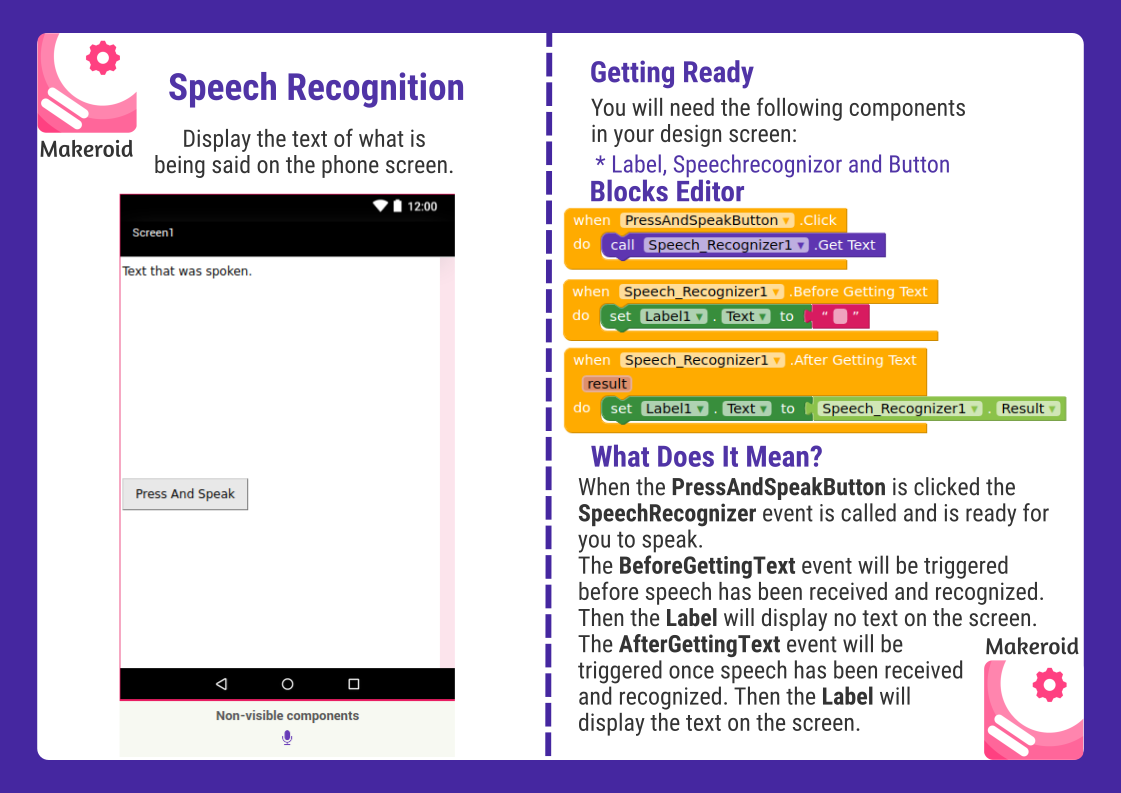 Makeroid
Speech Recognition
Display the text of what is
being said on the phone screen.
12:00
Screen1
Text that was spoken.
Press And Speak
Non-visible components
Getting Ready
You will need the following components
in your design screen:
* Label, Speechrecognizor and Button
Blocks Editor
when PressAndSpeakButton .Click
do call Speech_Recognizer1 .Get Text
when Speech_Recognizer1 .Before Getting Text
do set Label1 . Text to “ ”
when Speech_Recognizer1 .After Getting Text
result
do set Label1 . Text to Speech_Recognizer1 . Result
What Does It Mean?
When the PressAndSpeakButton is clicked the
SpeechRecognizer event is called and is ready for
you to speak.
The BeforeGettingText event will be triggered
before speech has been received and recognized.
Then the Label will display no text on the screen.
The AfterGettingText event will be
triggered once speech has been received
and recognized. Then the Label will
display the text on the screen.
Makeroid